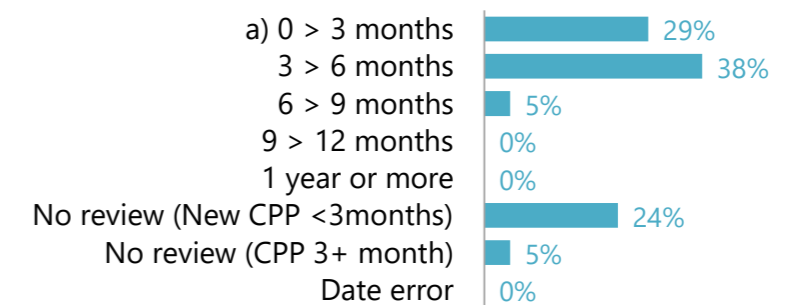 a) 0 > 3 months 29%
3 > 6 months 38%
6 > 9 months 5%
9 > 12 months 0%
1 year or more 0%
No review (New CPP <3months) 24%
No review (CPP 3+ month) 5%
Date error 0%